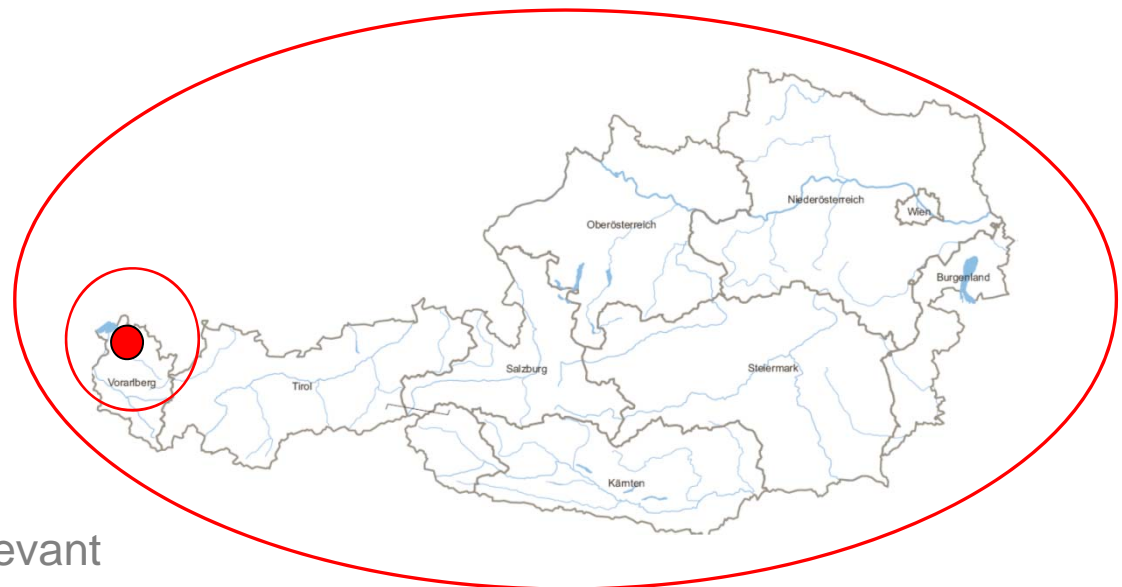 Niederösterreich
Wien
Oberösterreich
Burgenland
Salzburg
Steiermark
Vorarlberg
Tirol
Kärnten
evant